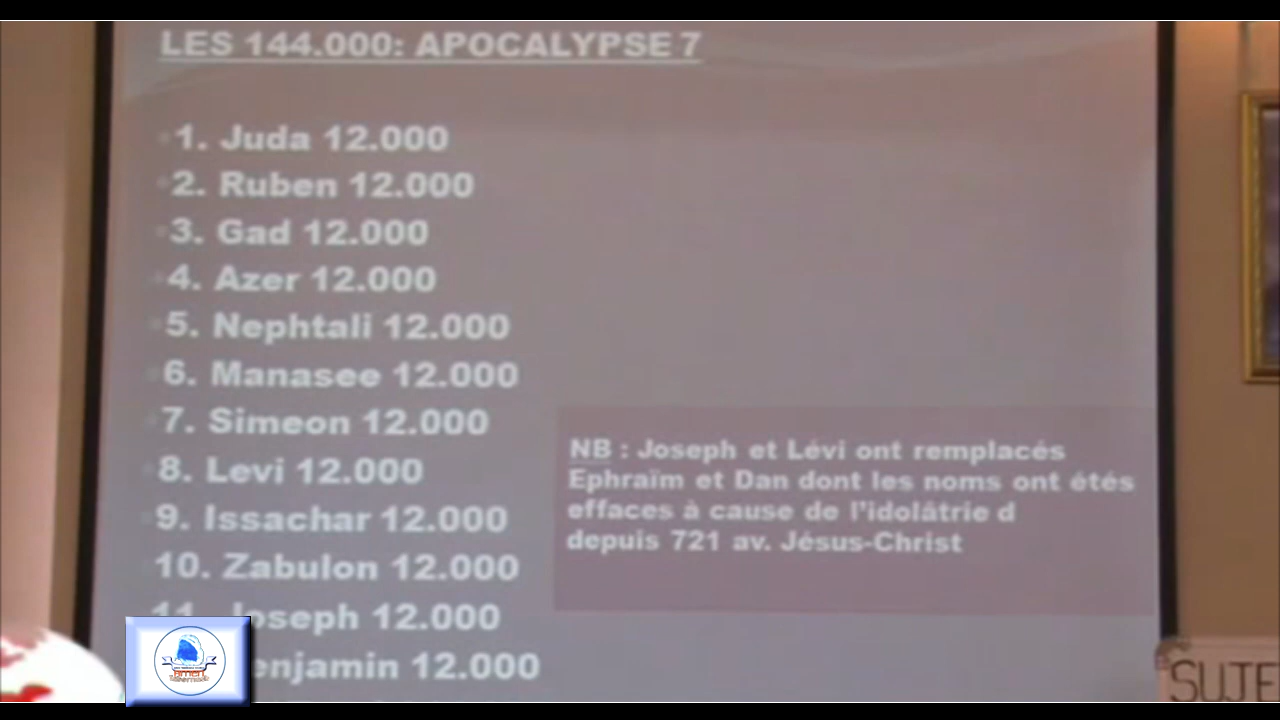 LES 144.000: APOCALYPSE 7
1. Juda 12.000
2. Ruben 12.000
3. Gad 12.000
4. Azer 12.000
5. Nephtali 12.000
6. Manasee 12.000
7. Simeon 12.000
8. Levi 12.000
9. Issachar 12.000
10. Zabulon 12.000
11. Joseph 12.000
enjamin 12.000
NB : Joseph et Lévi ont remplacés
Ephraïm et Dan dont les noms ont étés
effaces à cause de l'idolâtrie d
depuis 721 av. Jésus-Christ
SUJE